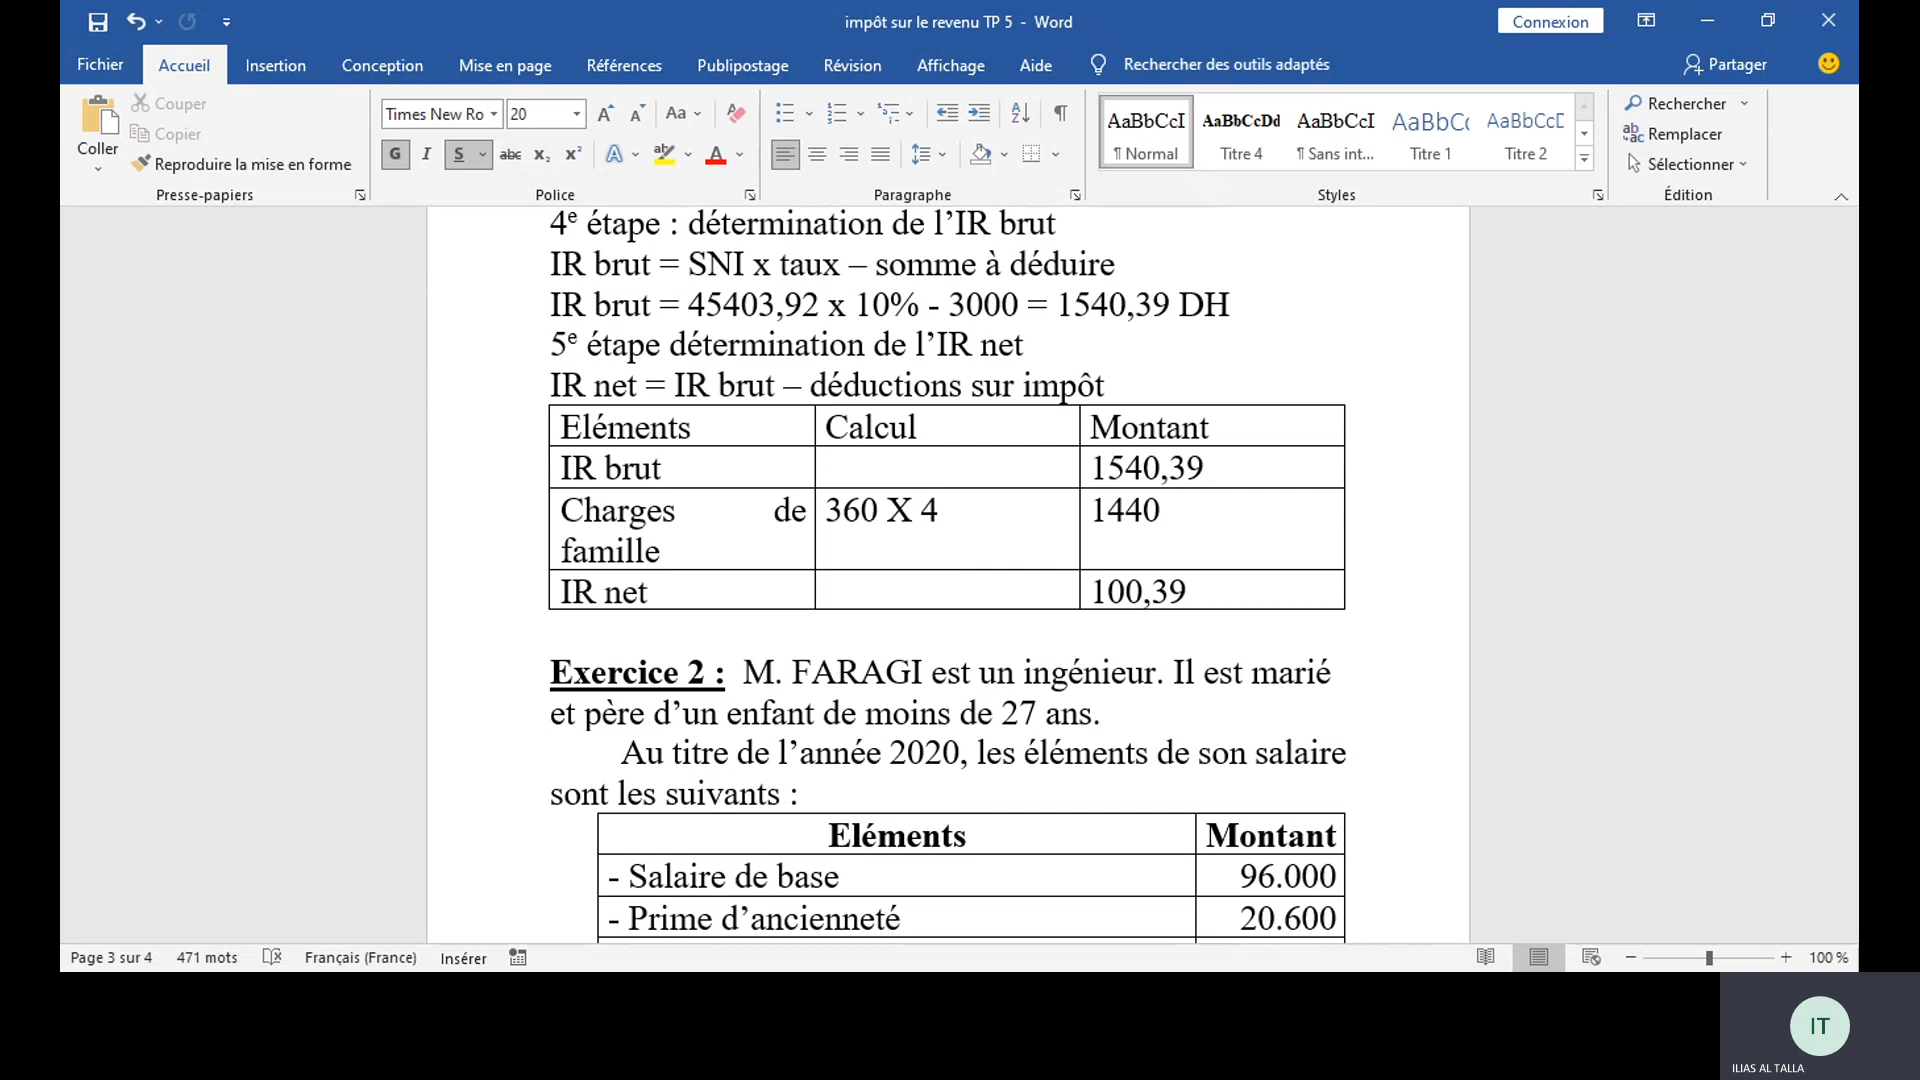 impôt sur le revenu TP 5 - Word
Connexion
Fichier Accueil Insertion Conception Mise en page Références Publipostage Révision Affichage Aide Rechercher des outils adaptés Partager
Coller
Couper
Copier
Reproduire la mise en forme
Presse-papiers
Times New Ro 20
Aa
G I S abc x₂ x²
Police
Paragraphe
AaBbCcI AaBbCcDd AaBbCcI AaBbCc AaBbCcD
¶ Normal Titre 4 ¶ Sans int... Titre 1 Titre 2
Styles
Rechercher
Remplacer
Sélectionner
Édition
4e étape : détermination de l’IR brut
IR brut = SNI x taux – somme à déduire
IR brut = 45403,92 x 10% - 3000 = 1540,39 DH
5e étape détermination de l’IR net
IR net = IR brut – déductions sur impôt
Eléments Calcul Montant
IR brut 1540,39
Charges de famille 360 X 4 1440
IR net 100,39
Exercice 2 : M. FARAGI est un ingénieur. Il est marié
et père d’un enfant de moins de 27 ans.
Au titre de l’année 2020, les éléments de son salaire
sont les suivants :
Eléments Montant
- Salaire de base 96.000
- Prime d’ancienneté 20.600
Page 3 sur 4 471 mots Français (France) Insérer 100 %
IT
ILIAS AL TALLA